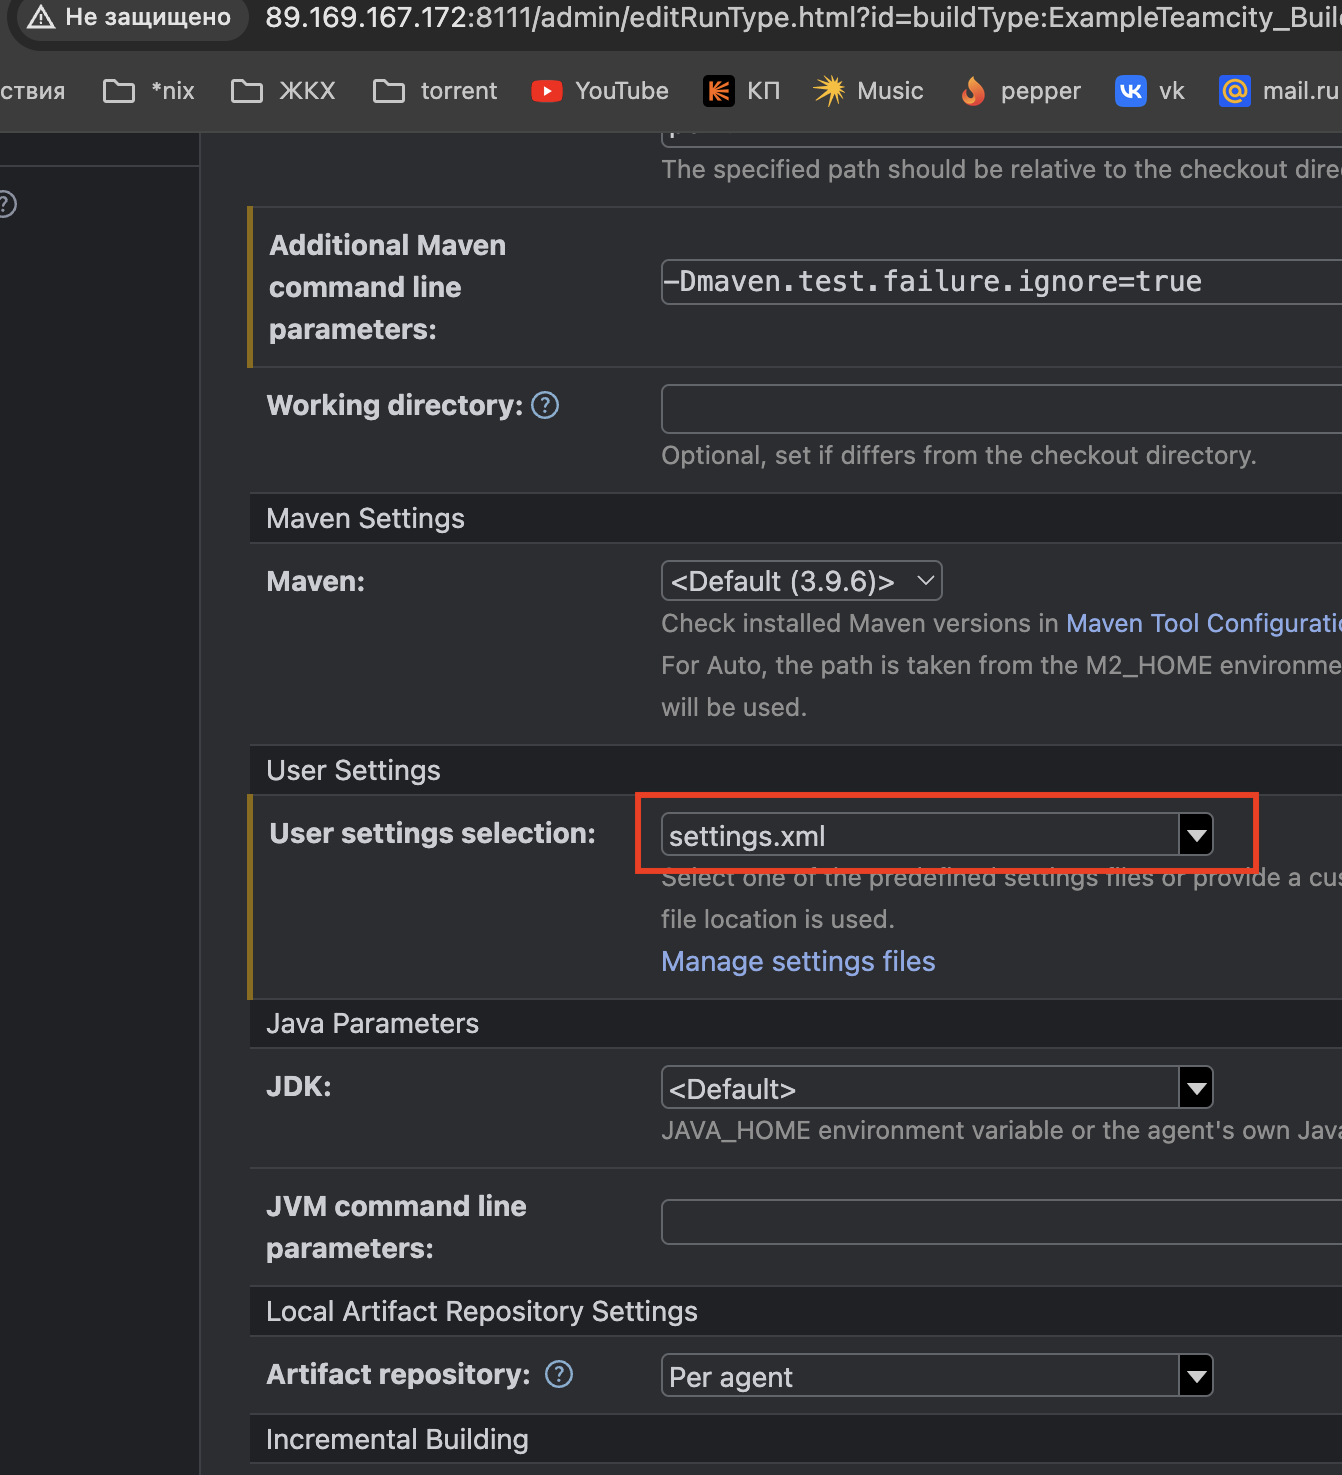 Не защищено
89.169.167.172:8111/admin/editRunType.html?id=buildType:ExampleTeamcity_Buil
ствия
*nix
ЖКХ
torrent
YouTube
КП
Music
pepper
vk
mail.ru
The specified path should be relative to the checkout dire
Additional Maven
command line
parameters:
-Dmaven.test.failure.ignore=true
Working directory:
Optional, set if differs from the checkout directory.
Maven Settings
Maven:
<Default (3.9.6)>
Check installed Maven versions in Maven Tool Configuratio
For Auto, the path is taken from the M2_HOME environme
will be used.
User Settings
User settings selection:
settings.xml
Select one of the predefined settings files or provide a cus
file location is used.
Manage settings files
Java Parameters
JDK:
<Default>
JAVA_HOME environment variable or the agent's own Java
JVM command line
parameters:
Local Artifact Repository Settings
Artifact repository:
Per agent
Incremental Building